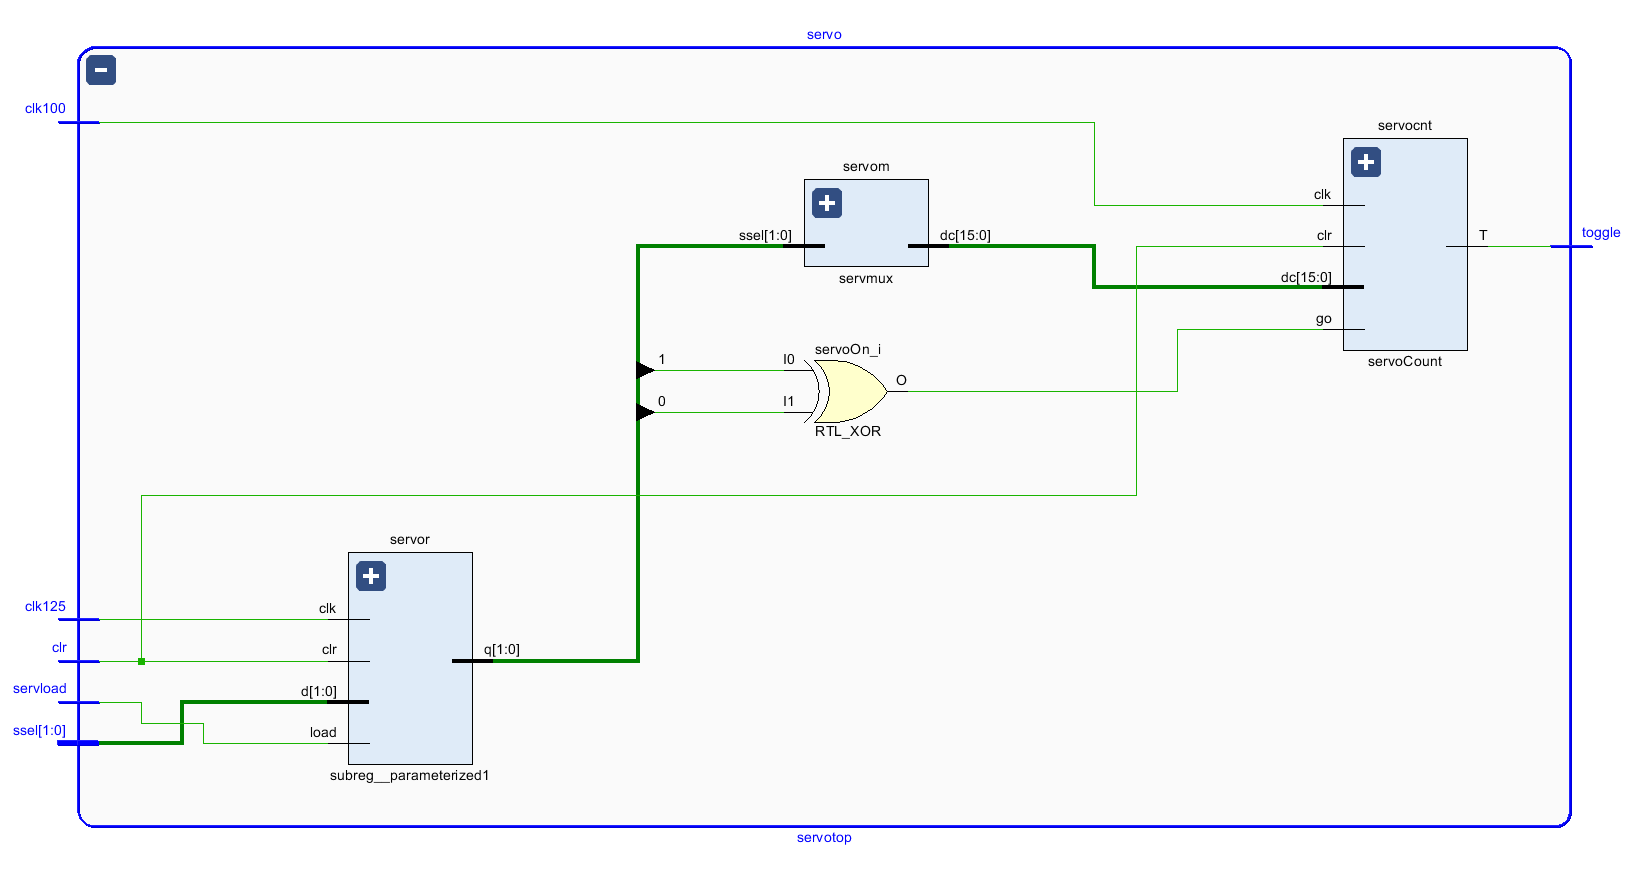 servo
clk100
servocnt
servom
clk
ssel[1:0]
dc[15:0]
clr
T
toggle
servmux
dc[15:0]
go
servoOn_i
1
I0
servoCount
O
0
I1
RTL_XOR
servor
clk125
clk
clr
clr
q[1:0]
servload
d[1:0]
ssel[1:0]
load
subreg__parameterized1
servotop